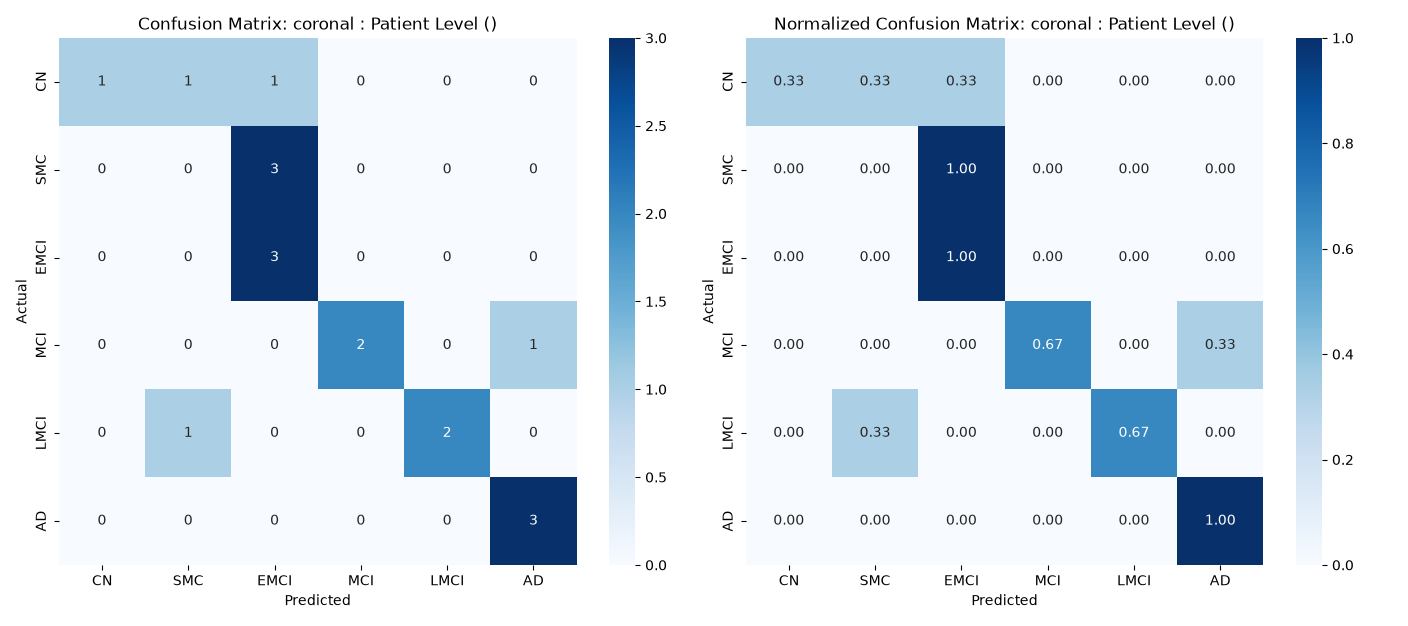 Confusion Matrix: coronal : Patient Level ()
CN 1 1 1 0 0 0
SMC 0 0 3 0 0 0
EMCI 0 0 3 0 0 0
MCI 0 0 0 2 0 1
LMCI 0 1 0 0 2 0
AD 0 0 0 0 0 3
CN SMC EMCI MCI LMCI AD
Predicted
Actual
3.0
2.5
2.0
1.5
1.0
0.5
0.0
Normalized Confusion Matrix: coronal : Patient Level ()
CN 0.33 0.33 0.33 0.00 0.00 0.00
SMC 0.00 0.00 1.00 0.00 0.00 0.00
EMCI 0.00 0.00 1.00 0.00 0.00 0.00
MCI 0.00 0.00 0.00 0.67 0.00 0.33
LMCI 0.00 0.33 0.00 0.00 0.67 0.00
AD 0.00 0.00 0.00 0.00 0.00 1.00
CN SMC EMCI MCI LMCI AD
Predicted
Actual
1.0
0.8
0.6
0.4
0.2
0.0